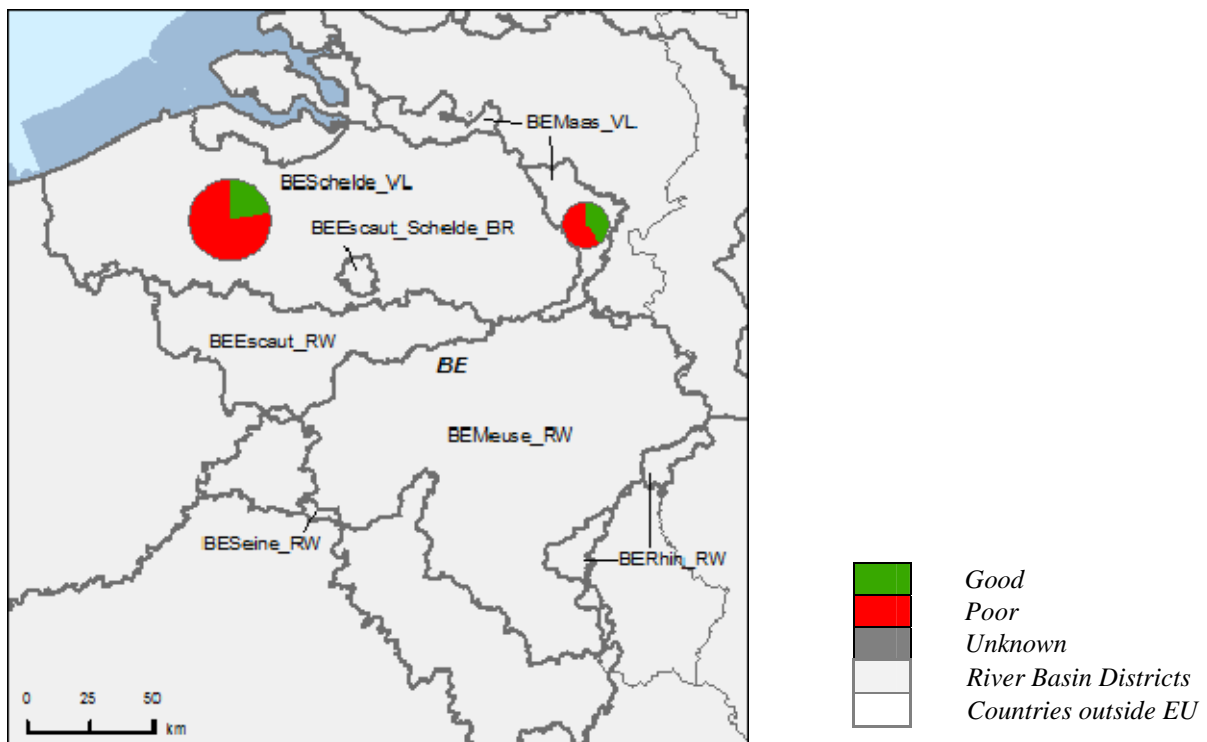 BEMaas_VL
BESchelde_VL
BEEscaut_Schelde_BR
BEEscaut_RW
BE
BEMeuse_RW
BESeine_RW
BERhin_RW
0 25 50
km
Good
Poor
Unknown
River Basin Districts
Countries outside EU